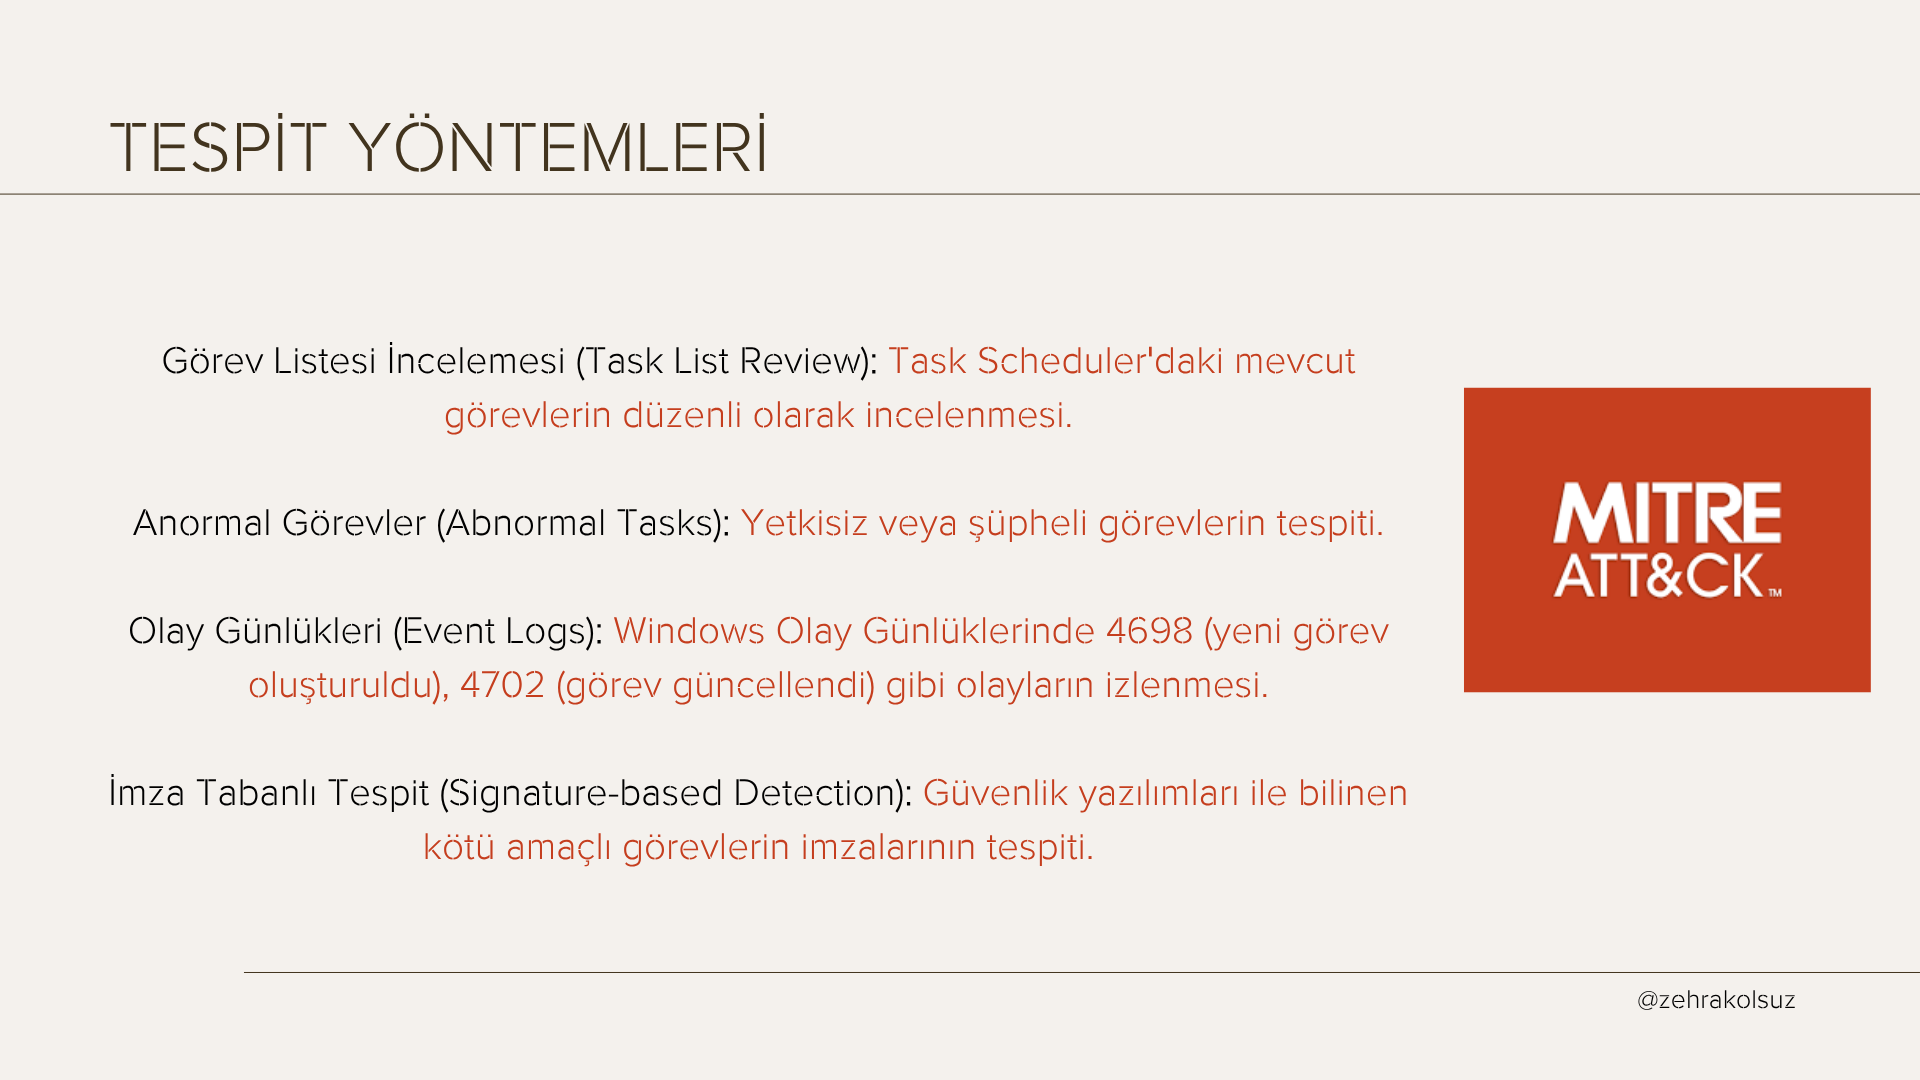 TESPİT YÖNTEMLERİ
Görev Listesi İncelemesi (Task List Review): Task Scheduler'daki mevcut
görevlerin düzenli olarak incelenmesi.
Anormal Görevler (Abnormal Tasks): Yetkisiz veya şüpheli görevlerin tespiti.
Olay Günlükleri (Event Logs): Windows Olay Günlüklerinde 4698 (yeni görev
oluşturuldu), 4702 (görev güncellendi) gibi olayların izlenmesi.
İmza Tabanlı Tespit (Signature-based Detection): Güvenlik yazılımları ile bilinen
kötü amaçlı görevlerin imzalarının tespiti.
MITRE
ATT&CK™
@zehrakolsuz